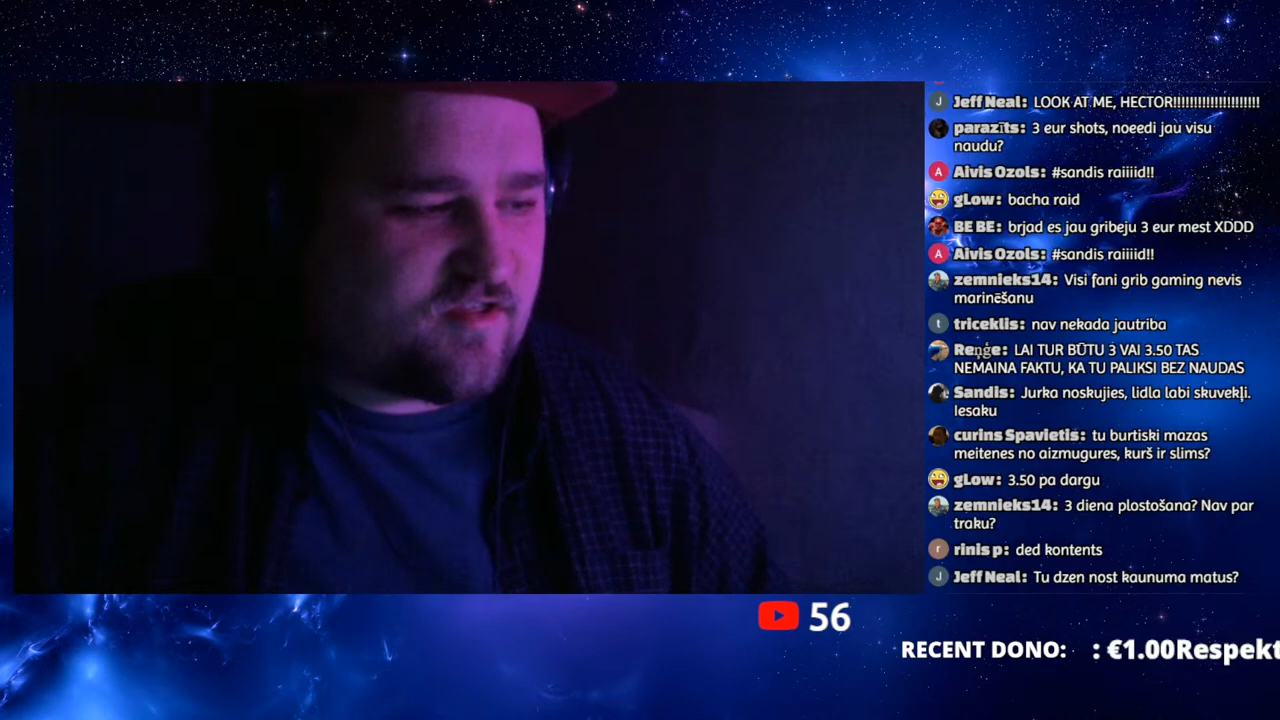 J Jeff Neal: LOOK AT ME, HECTOR!!!!!!!!!!!!!!!!!!!!!!
parazīts: 3 eur shots, noeedi jau visu
naudu?
A Aivis Ozols: #sandis raiiiid!!
gLow: bacha raid
BE BE: brjad es jau gribeju 3 eur mest XDDD
A Aivis Ozols: #sandis raiiiid!!
zemnieks14: Visi fani grib gaming nevis
marinēšanu
t triceklis: nav nekada jautriba
Reņģe: LAI TUR BŪTU 3 VAI 3.50 TAS
NEMAINA FAKTU, KA TU PALIKSI BEZ NAUDAS
Sandis: Jurka noskujies, lidla labi skuvekļi.
Iesaku
curins Spavietis: tu burtiski mazas
meitenes no aizmugures, kurš ir slims?
gLow: 3.50 pa dargu
zemnieks14: 3 diena plostošana? Nav par
traku?
r rinis p: ded kontents
J Jeff Neal: Tu dzen nost kaunuma matus?
56
RECENT DONO: : €1.00Respekt